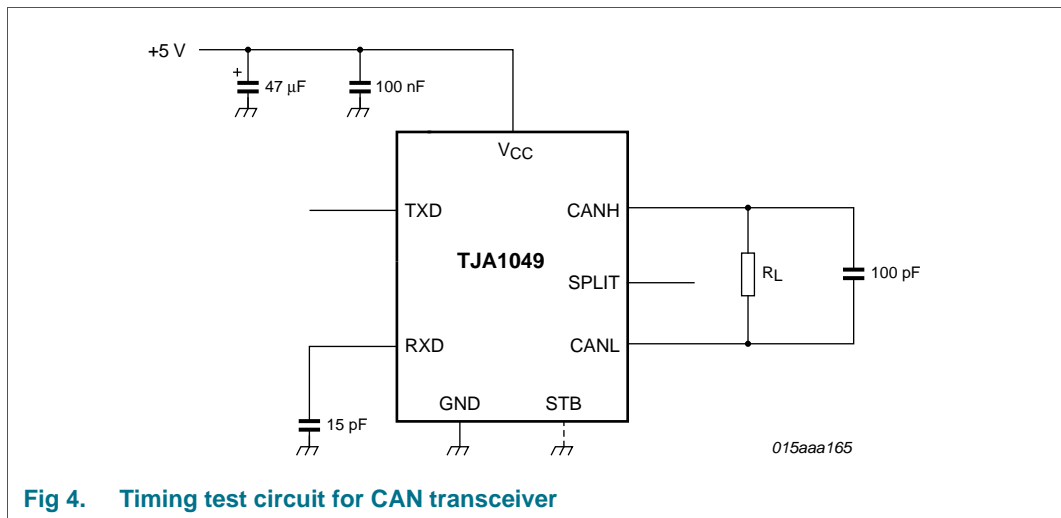 +5 V
+
47 μF
100 nF
VCC
TXD
CANH
TJA1049
RL
100 pF
SPLIT
RXD
CANL
GND
STB
15 pF
015aaa165
Fig 4. Timing test circuit for CAN transceiver